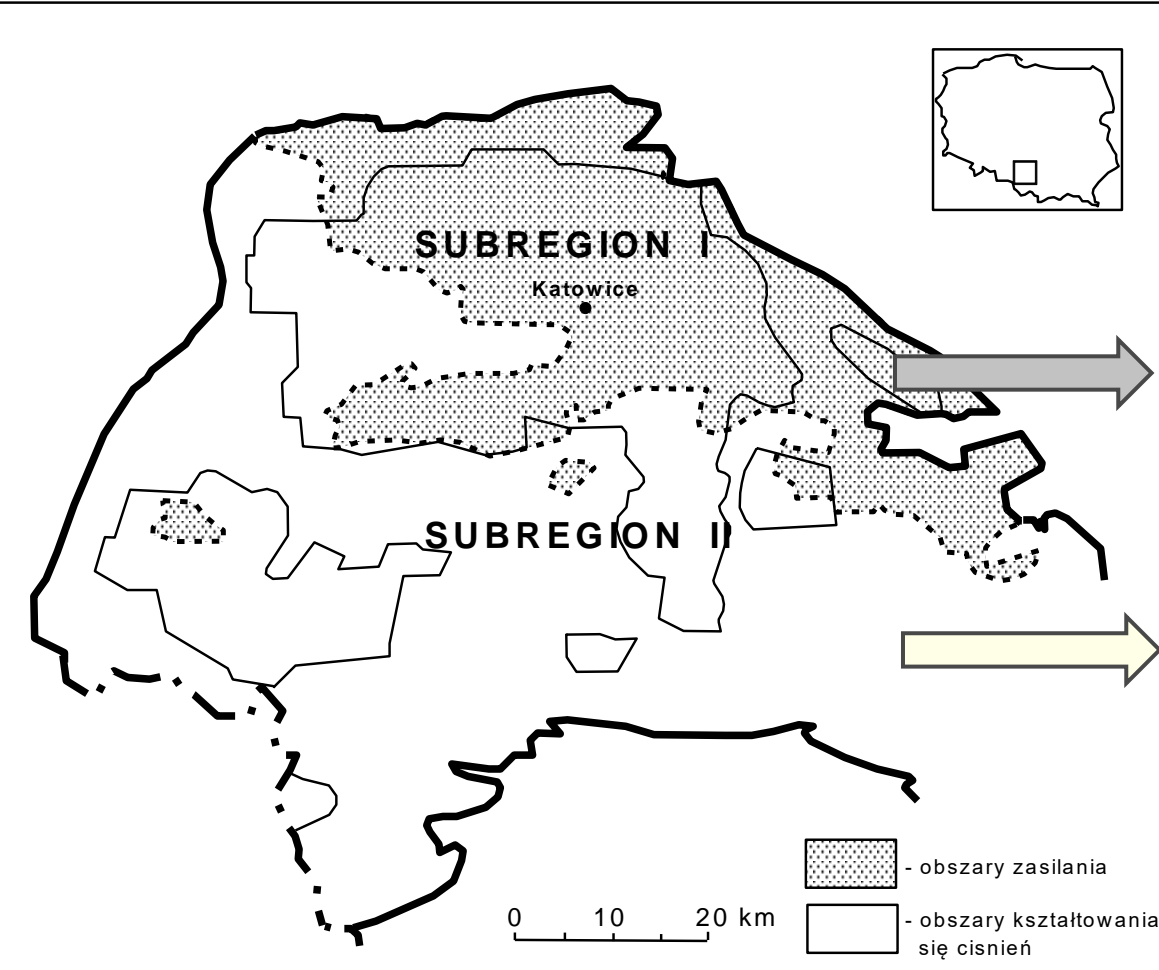 SUBREGION I
Katowice
SUBREGION II
- obszary zasilania
0 10 20 km
- obszary kształtowania
się cisnień